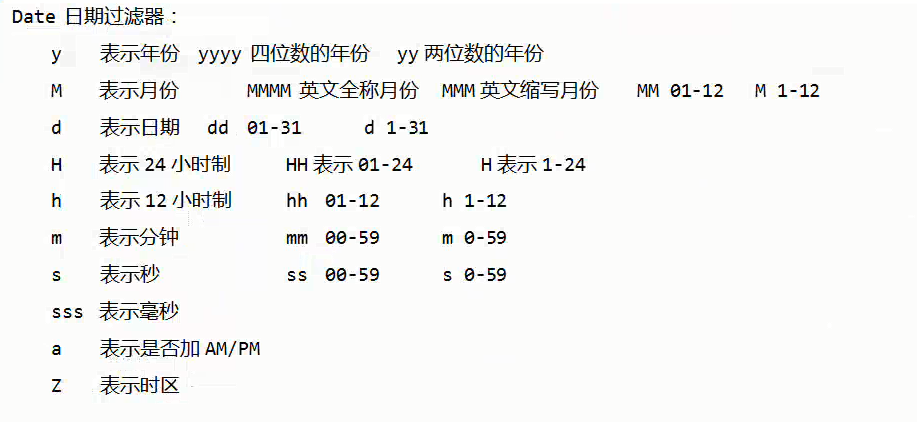 Date 日期过滤器：
y 表示年份 yyyy 四位数的年份 yy 两位数的年份
M 表示月份 MMMM 英文全称月份 MMM 英文缩写月份 MM 01-12 M 1-12
d 表示日期 dd 01-31 d 1-31
H 表示 24 小时制 HH 表示 01-24 H 表示 1-24
h 表示 12 小时制 hh 01-12 h 1-12
m 表示分钟 mm 00-59 m 0-59
s 表示秒 ss 00-59 s 0-59
sss 表示毫秒
a 表示是否加 AM/PM
Z 表示时区